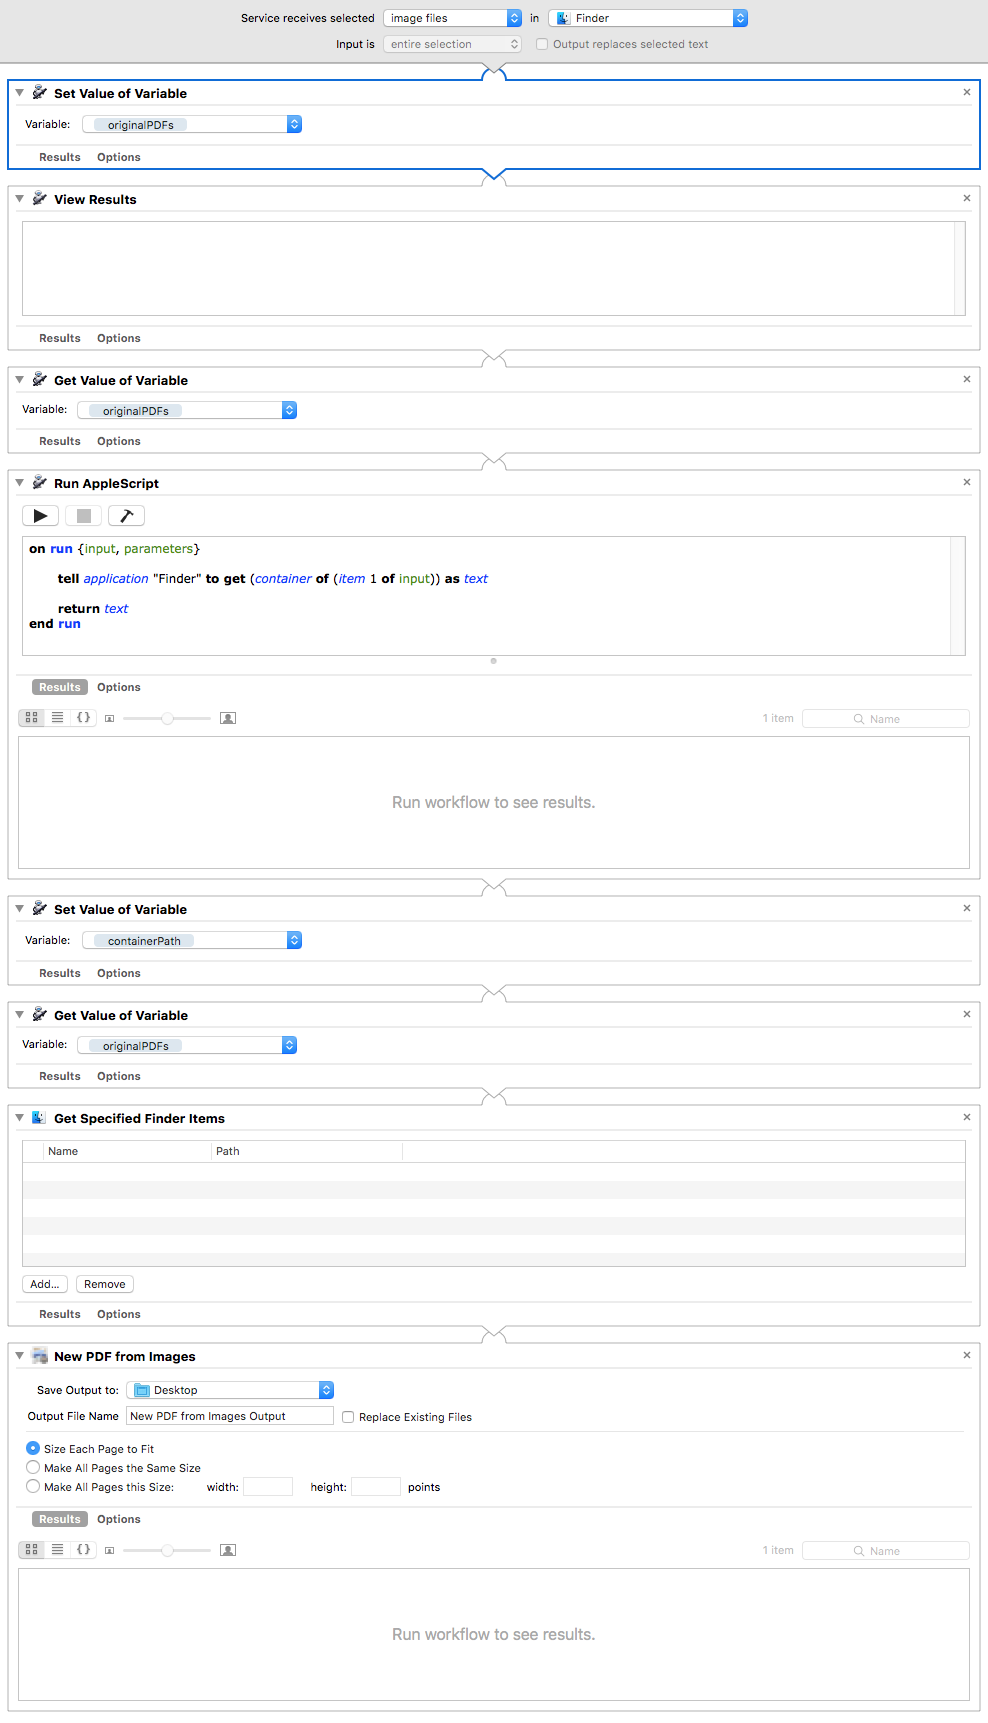 Service receives selected image files in Finder
Input is entire selection Output replaces selected text
Set Value of Variable
Variable: originalPDFs
Results Options
View Results
Results Options
Get Value of Variable
Variable: originalPDFs
Results Options
Run AppleScript
on run {input, parameters}
tell application "Finder" to get (container of (item 1 of input)) as text
return text
end run
Results Options
1 item Name
Run workflow to see results.
Set Value of Variable
Variable: containerPath
Results Options
Get Value of Variable
Variable: originalPDFs
Results Options
Get Specified Finder Items
Name Path
Add... Remove
Results Options
New PDF from Images
Save Output to: Desktop
Output File Name New PDF from Images Output Replace Existing Files
Size Each Page to Fit
Make All Pages the Same Size
Make All Pages this Size: width: height: points
Results Options
1 item Name
Run workflow to see results.